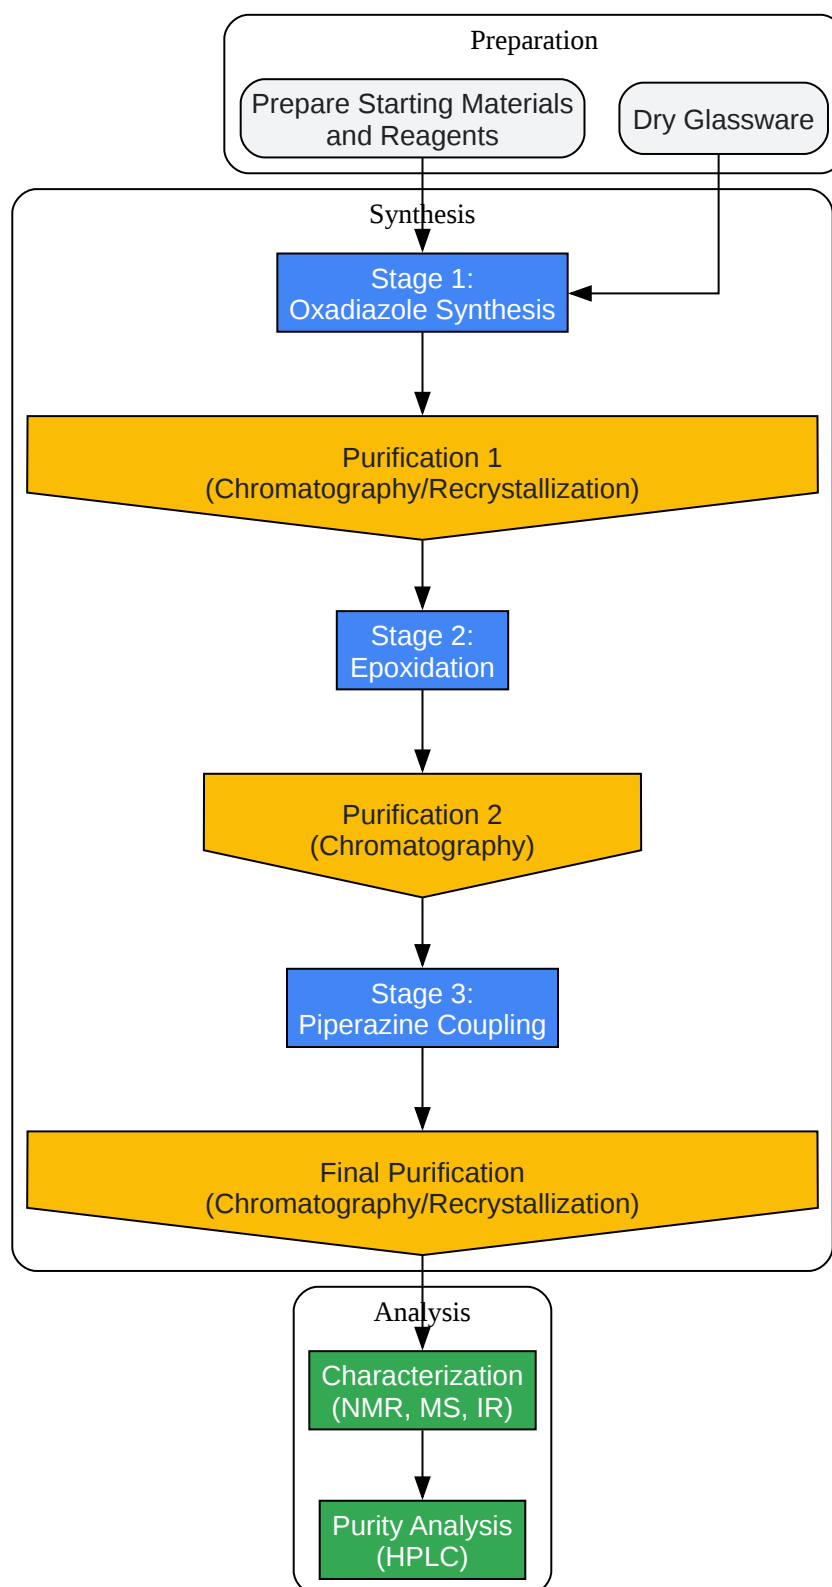 Preparation
Prepare Starting Materials
and Reagents
Dry Glassware
Synthesis
Stage 1:
Oxadiazole Synthesis
Purification 1
(Chromatography/Recrystallization)
Stage 2:
Epoxidation
Purification 2
(Chromatography)
Stage 3:
Piperazine Coupling
Final Purification
(Chromatography/Recrystallization)
Analysis
Characterization
(NMR, MS, IR)
Purity Analysis
(HPLC)